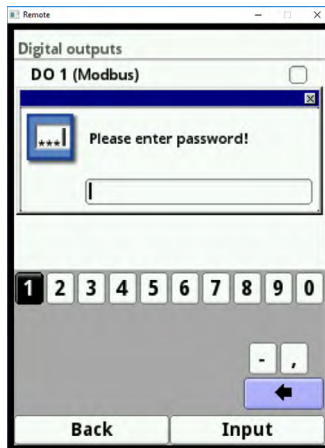 Remote
Digital outputs
DO 1 (Modbus)
***
Please enter password!
1 2 3 4 5 6 7 8 9 0
- ,
Back Input